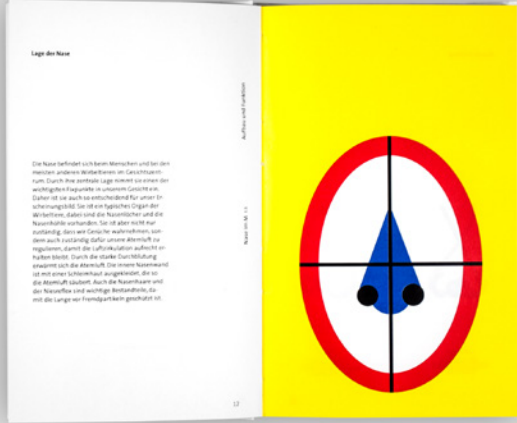 Lage der Nase
Aufbau und Funktion
Die Nase befindet sich beim Menschen und bei den
meisten anderen Wirbeltieren im Gesichtszent-
rum. Durch ihre zentrale Lage nimmt sie einen der
wichtigsten Fixpunkte in unserem Gesicht ein.
Daher ist sie auch so entscheidend für unser Er-
scheinungsbild. Sie ist ein typisches Organ der
Wirbeltiere, dabei sind die Nasenlöcher und die
Nasenhöhle vorhanden. Sie ist aber nicht nur
zuständig, dass wir Gerüche wahrnehmen, son-
dern auch zuständig dafür unsere Atemluft zu
regulieren, damit die Luftzirkulation aufrecht er-
halten bleibt. Durch die starke Durchblutung
erwärmt sich die Atemluft. Die innere Nasenwand
ist mit einer Schleimhaut ausgekleidet, die so
die Atemluft säubert. Auch die Nasenhaare und
der Niesreflex sind wichtige Bestandteile, da-
mit die Lunge vor Fremdpartikeln geschützt ist.
Nase im M